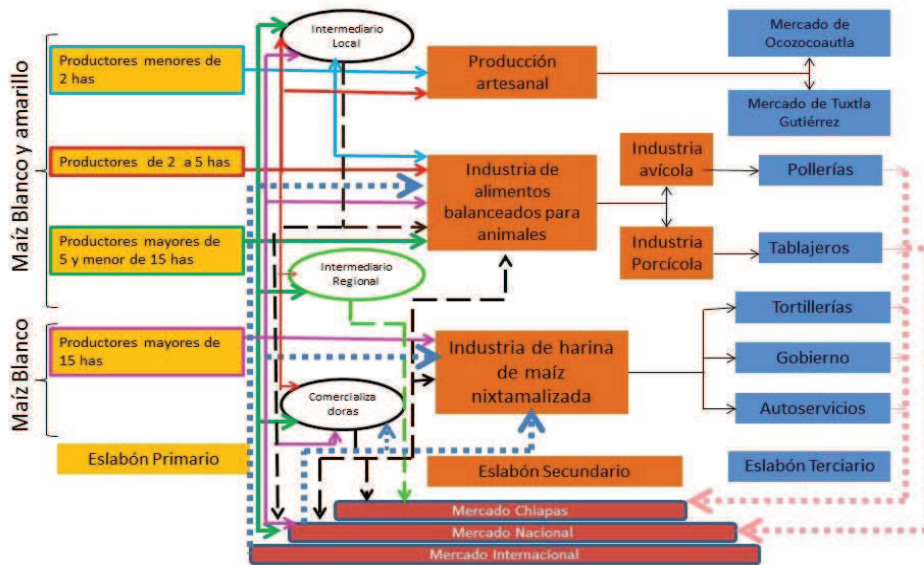 Maíz Blanco y amarillo
Productores menores de
2 has
Productores de 2 a 5 has
Productores mayores de
5 y menor de 15 has
Maíz Blanco
Productores mayores de
15 has
Eslabón Primario
Intermediario
Local
Intermediario
Regional
Comercializa
doras
Producción
artesanal
Industria de
alimentos
balanceados para
animales
Industria
avícola
Industria
Porcícola
Industria de harina
de maíz
nixtamalizada
Eslabón Secundario
Mercado de
Ocozocoautla
Mercado de Tuxtla
Gutiérrez
Pollerías
Tablajeros
Tortillerías
Gobierno
Autoservicios
Eslabón Terciario
Mercado Chiapas
Mercado Nacional
Mercado Internacional